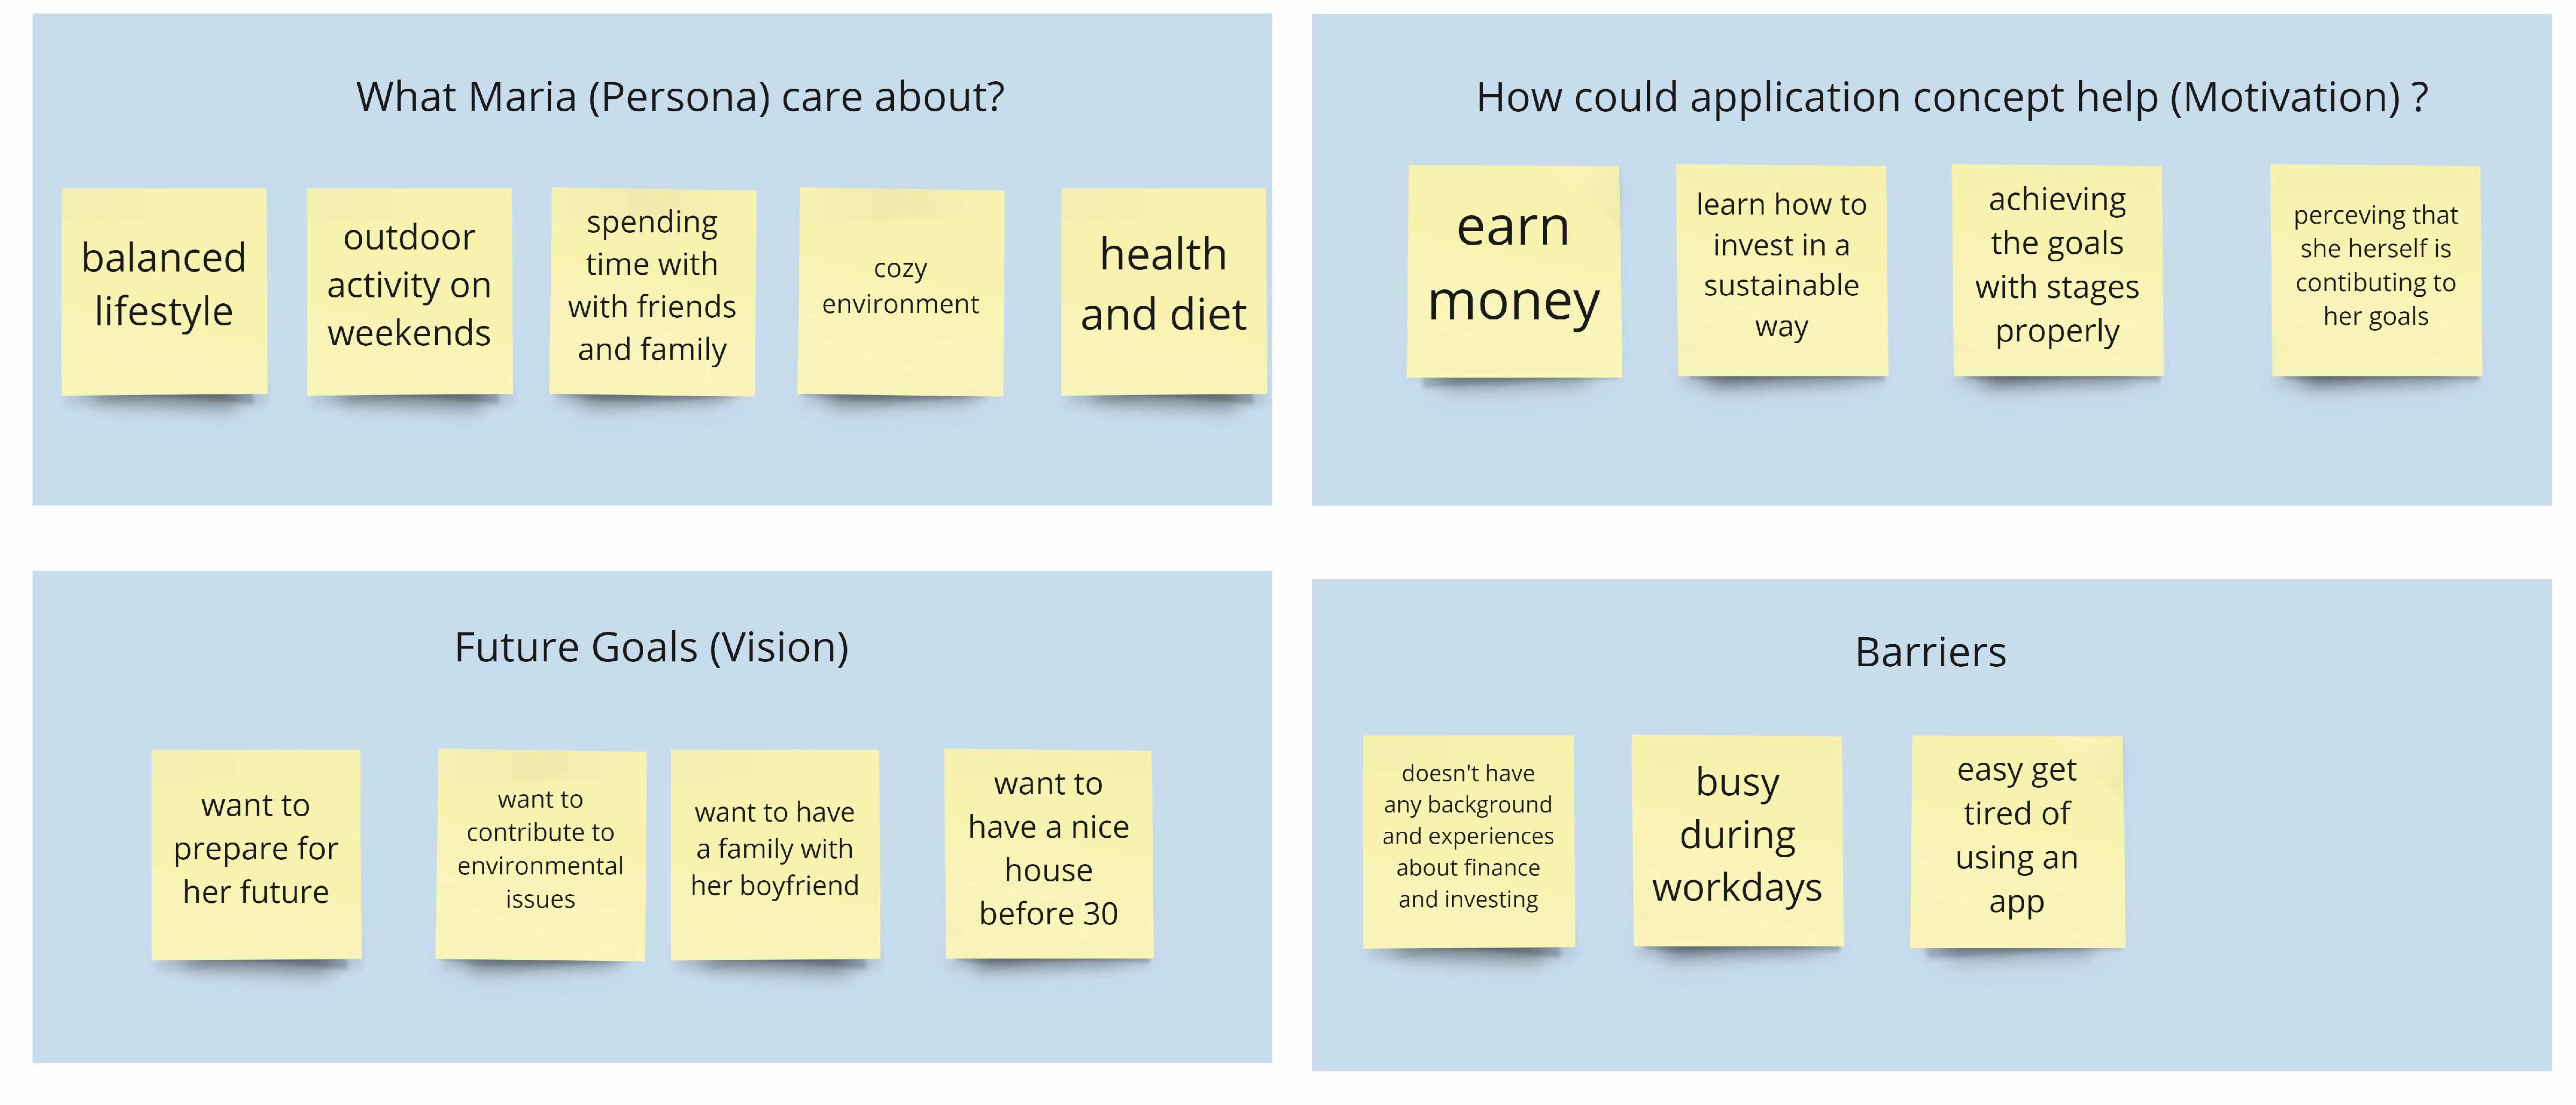 What Maria (Persona) care about?
balanced
lifestyle
outdoor
activity on
weekends
spending
time with
with friends
and family
cozy
environment
health
and diet
How could application concept help (Motivation) ?
earn
money
learn how to
invest in a
sustainable
way
achieving
the goals
with stages
properly
perceving that
she herself is
contibuting to
her goals
Future Goals (Vision)
want to
prepare for
her future
want to
contribute to
environmental
issues
want to have
a family with
her boyfriend
want to
have a nice
house
before 30
Barriers
doesn't have
any background
and experiences
about finance
and investing
busy
during
workdays
easy get
tired of
using an
app